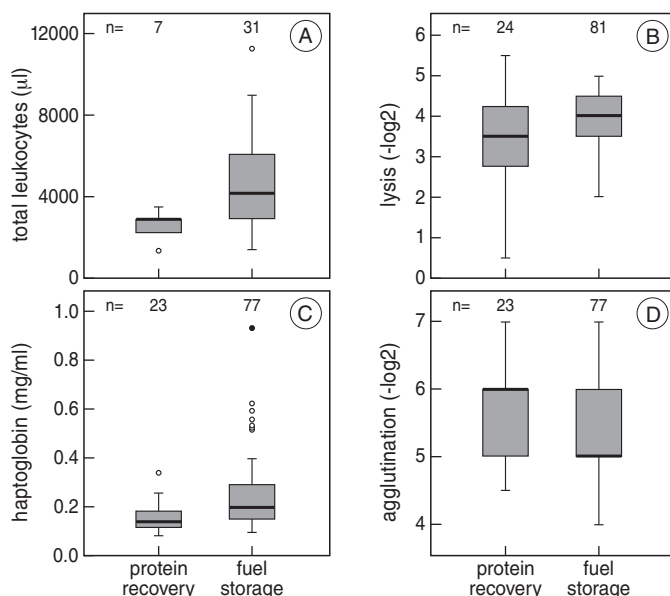 12000
8000
4000
0
total leukocytes (µl)
n= 7 31
A
6
5
4
3
2
1
0
lysis (-log2)
n= 24 81
B
1.0
0.8
0.6
0.4
0.2
0.0
haptoglobin (mg/ml)
n= 23 77
C
protein
recovery
fuel
storage
7
6
5
4
agglutination (-log2)
n= 23 77
D
protein
recovery
fuel
storage